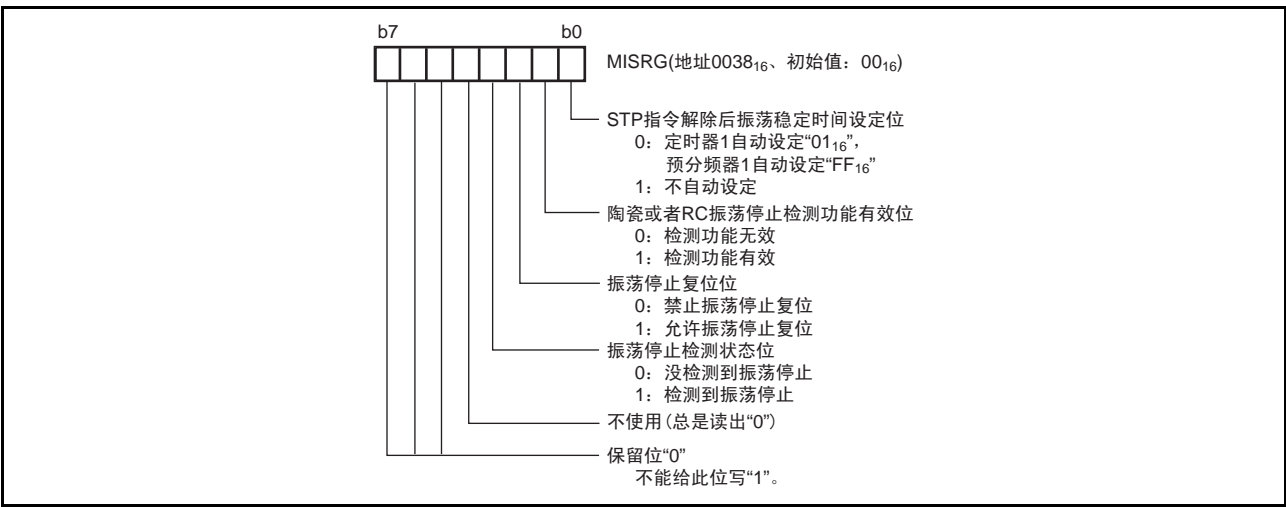 b7 b0
MISRG(地址0038₁₆、初始值：00₁₆)
STP指令解除后振荡稳定时间设定位
0：定时器1自动设定“01₁₆”，
预分频器1自动设定“FF₁₆”
1：不自动设定
陶瓷或者RC振荡停止检测功能有效位
0：检测功能无效
1：检测功能有效
振荡停止复位位
0：禁止振荡停止复位
1：允许振荡停止复位
振荡停止检测状态位
0：没检测到振荡停止
1：检测到振荡停止
不使用(总是读出“0”)
保留位“0”
不能给此位写“1”。